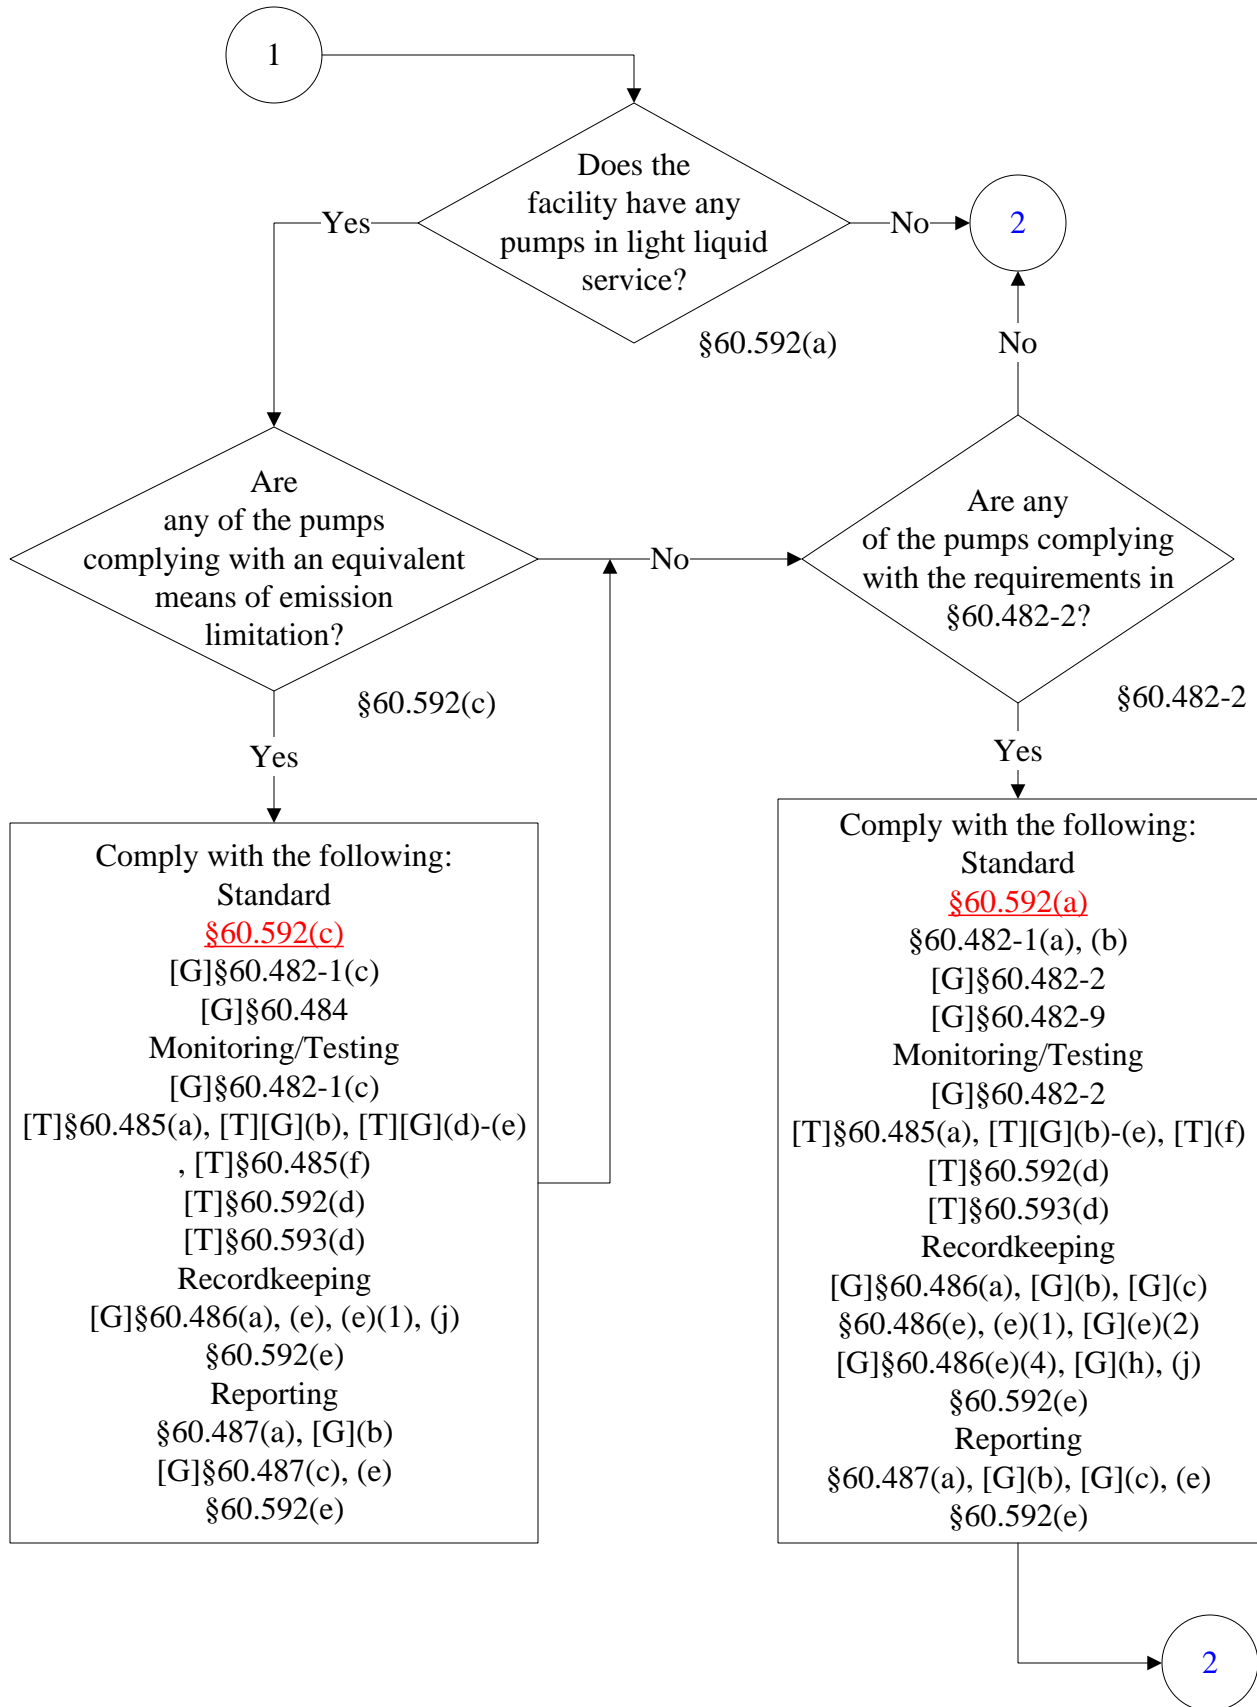 1
Does the
facility have any
pumps in light liquid
service?
Yes
No
2
§60.592(a)
No
Are
any of the pumps
complying with an equivalent
means of emission
limitation?
No
Are any
of the pumps complying
with the requirements in
§60.482-2?
§60.592(c)
§60.482-2
Yes
Yes
Comply with the following:
Standard
§60.592(c)
[G]§60.482-1(c)
[G]§60.484
Monitoring/Testing
[G]§60.482-1(c)
[T]§60.485(a), [T][G](b), [T][G](d)-(e)
, [T]§60.485(f)
[T]§60.592(d)
[T]§60.593(d)
Recordkeeping
[G]§60.486(a), (e), (e)(1), (j)
§60.592(e)
Reporting
§60.487(a), [G](b)
[G]§60.487(c), (e)
§60.592(e)
Comply with the following:
Standard
§60.592(a)
§60.482-1(a), (b)
[G]§60.482-2
[G]§60.482-9
Monitoring/Testing
[G]§60.482-2
[T]§60.485(a), [T][G](b)-(e), [T](f)
[T]§60.592(d)
[T]§60.593(d)
Recordkeeping
[G]§60.486(a), [G](b), [G](c)
§60.486(e), (e)(1), [G](e)(2)
[G]§60.486(e)(4), [G](h), (j)
§60.592(e)
Reporting
§60.487(a), [G](b), [G](c), (e)
§60.592(e)
2